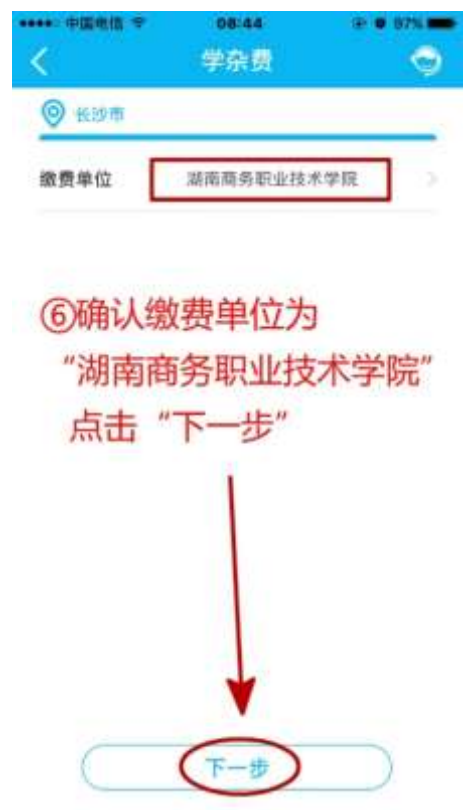 中国电信 08:44 97%
学杂费
长沙市
缴费单位 湖南商务职业技术学院
⑥确认缴费单位为
“湖南商务职业技术学院”
点击“下一步”
下一步